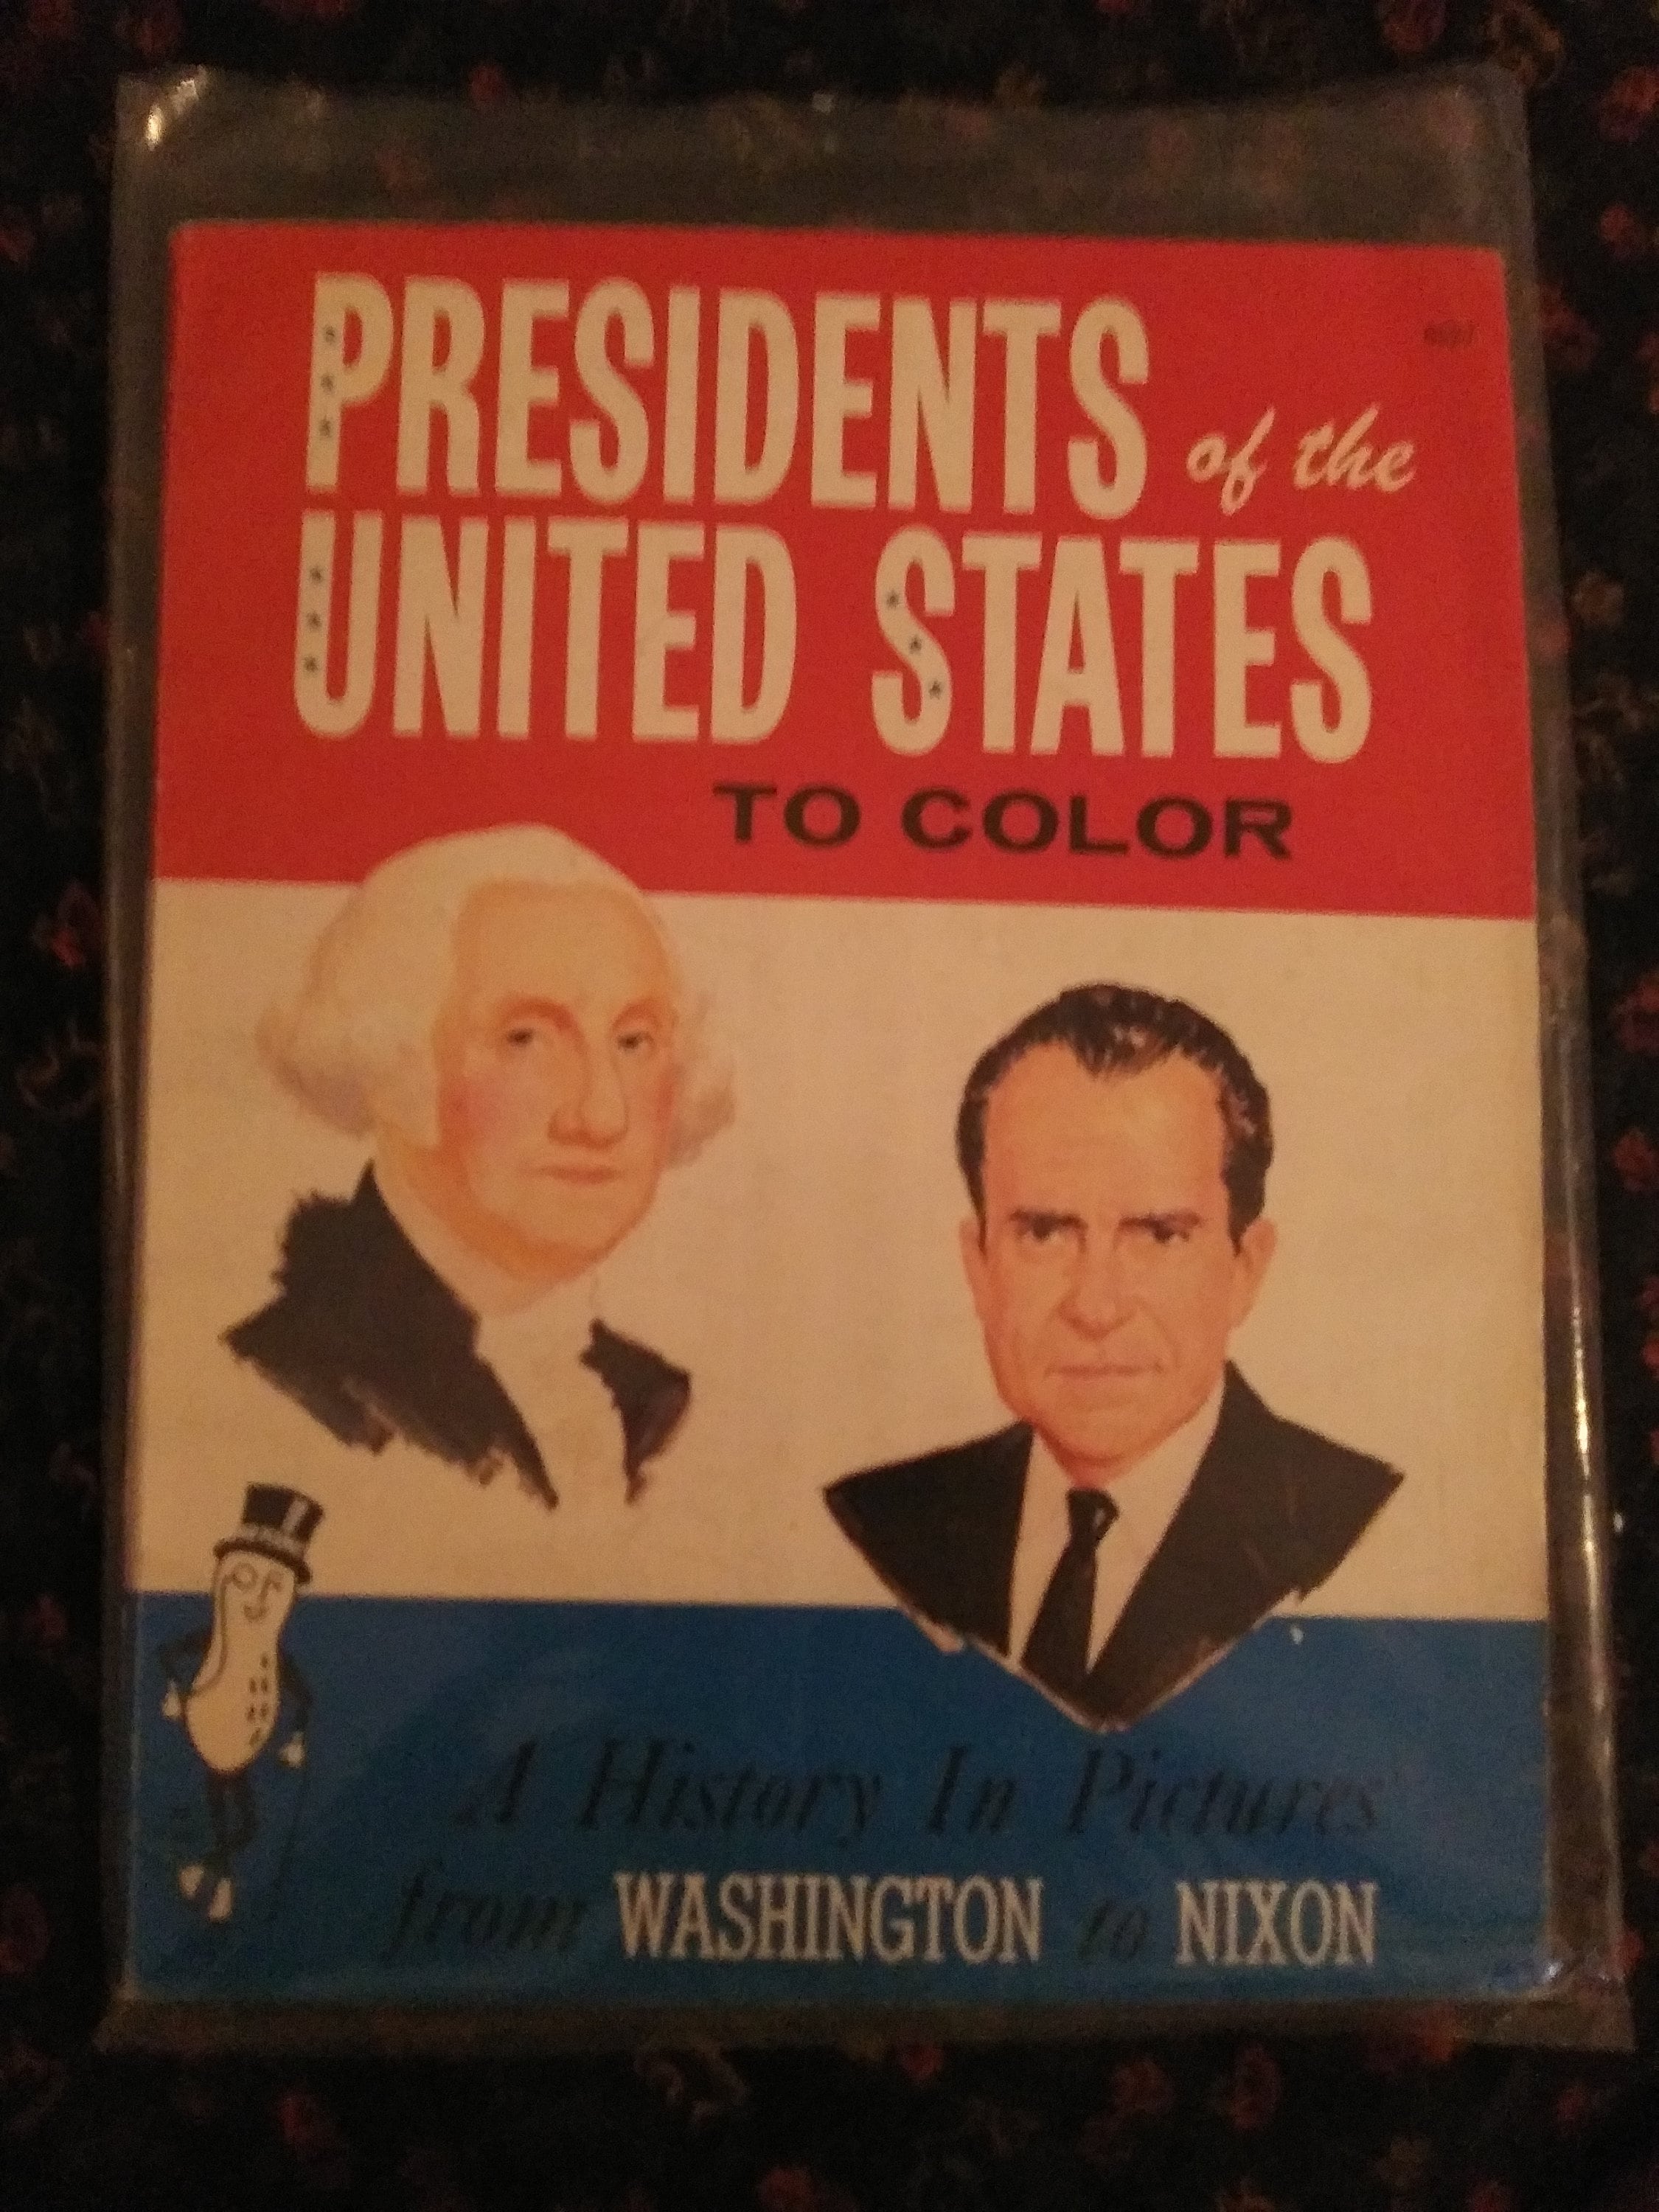 PRESIDENTS of the
UNITED STATES
TO COLOR
A History In Pictures
from WASHINGTON to NIXON